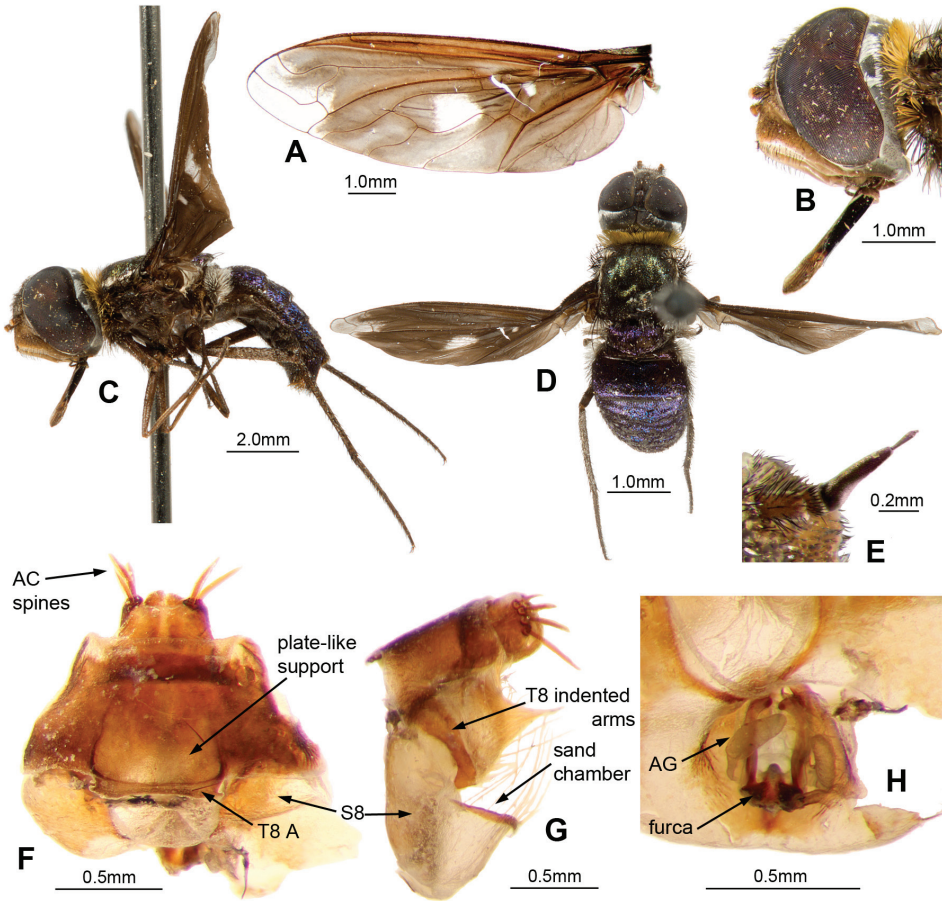 A
1.0mm
B
1.0mm
C
2.0mm
D
1.0mm
E
0.2mm
AC
spines
plate-like
support
T8 A
S8
F
0.5mm
T8 indented
arms
sand
chamber
G
0.5mm
AG
furca
H
0.5mm